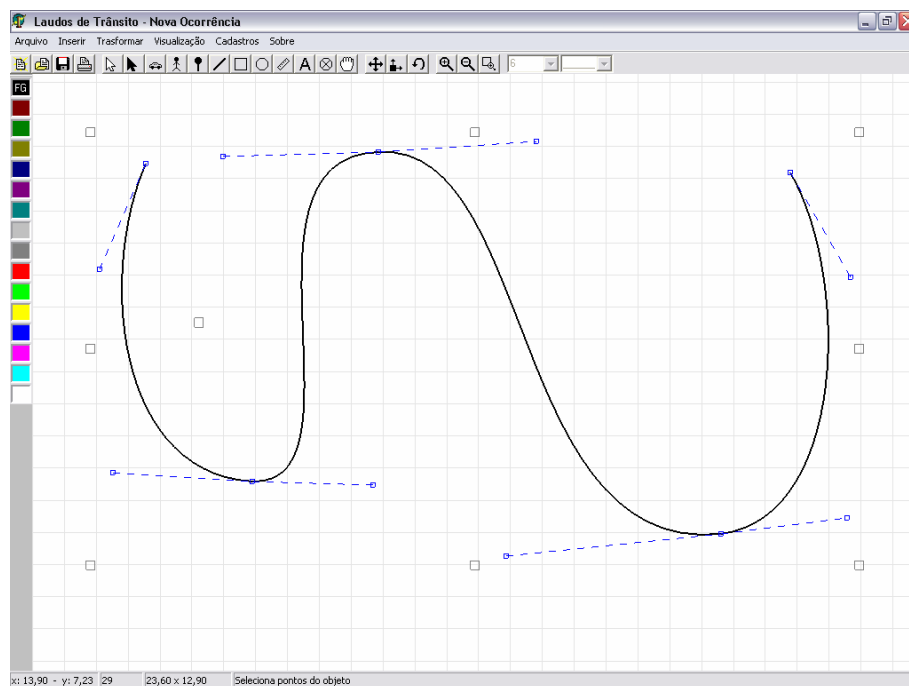 Laudos de Trânsito - Nova Ocorrência
Arquivo Inserir Trasformar Visualização Cadastros Sobre
A 6
FG
x: 13,90 - y: 7,23 29 23,60 x 12,90 Seleciona pontos do objeto